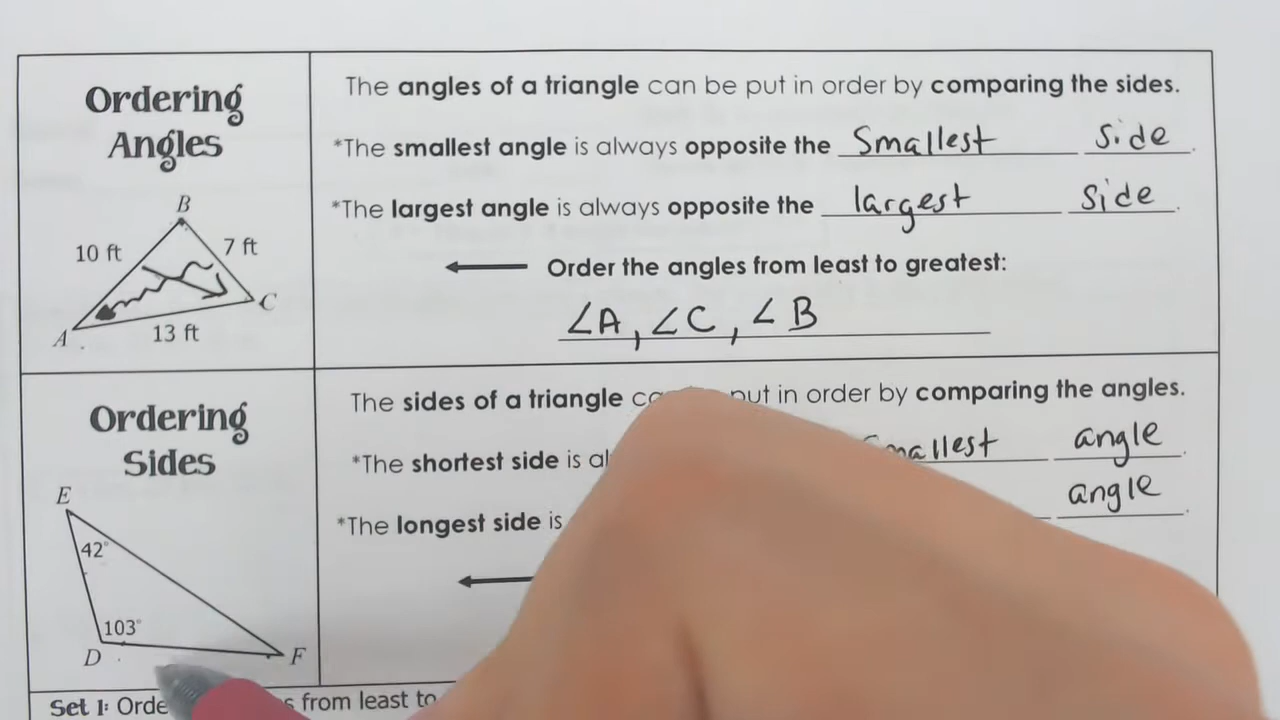 Ordering
Angles
B
10 ft
7 ft
A
C
13 ft
The angles of a triangle can be put in order by comparing the sides.
*The smallest angle is always opposite the Smallest side.
*The largest angle is always opposite the largest side.
Order the angles from least to greatest:
∠A, ∠C, ∠B
Ordering
Sides
E
42°
103°
D
F
The sides of a triangle put in order by comparing the angles.
*The shortest side is angle.
*The longest side is angle.
Set 1: from least to